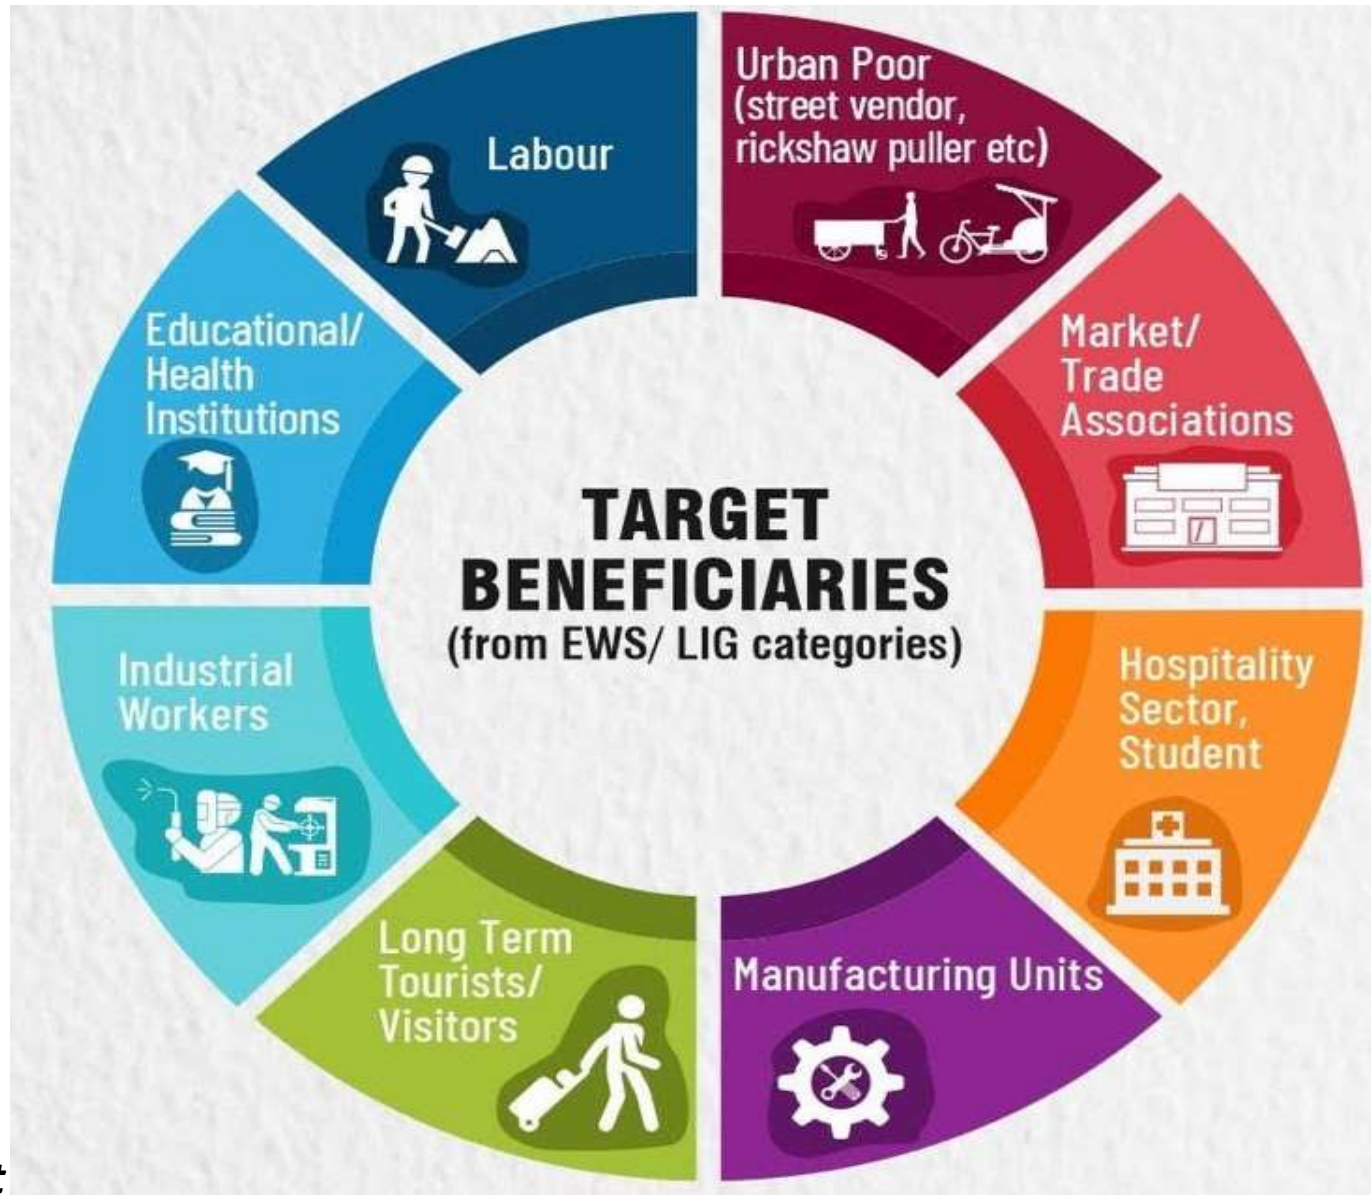 Urban Poor
(street vendor,
rickshaw puller etc)
Labour
Market/
Trade
Associations
Educational/
Health
Institutions
TARGET
BENEFICIARIES
(from EWS/ LIG categories)
Hospitality
Sector,
Student
Industrial
Workers
Long Term
Tourists/
Visitors
Manufacturing Units
t